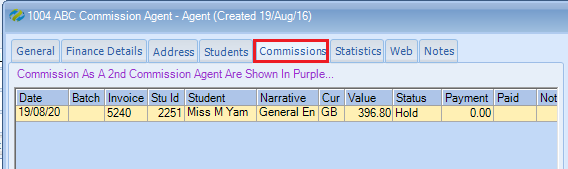 1004 ABC Commission Agent - Agent (Created 19/Aug/16)
General Finance Details Address Students Commissions Statistics Web Notes
Commission As A 2nd Commission Agent Are Shown In Purple...
Date Batch Invoice Stu Id Student Narrative Cur Value Status Payment Paid Not
19/08/20 5240 2251 Miss M Yam General En GB 396.80 Hold 0.00